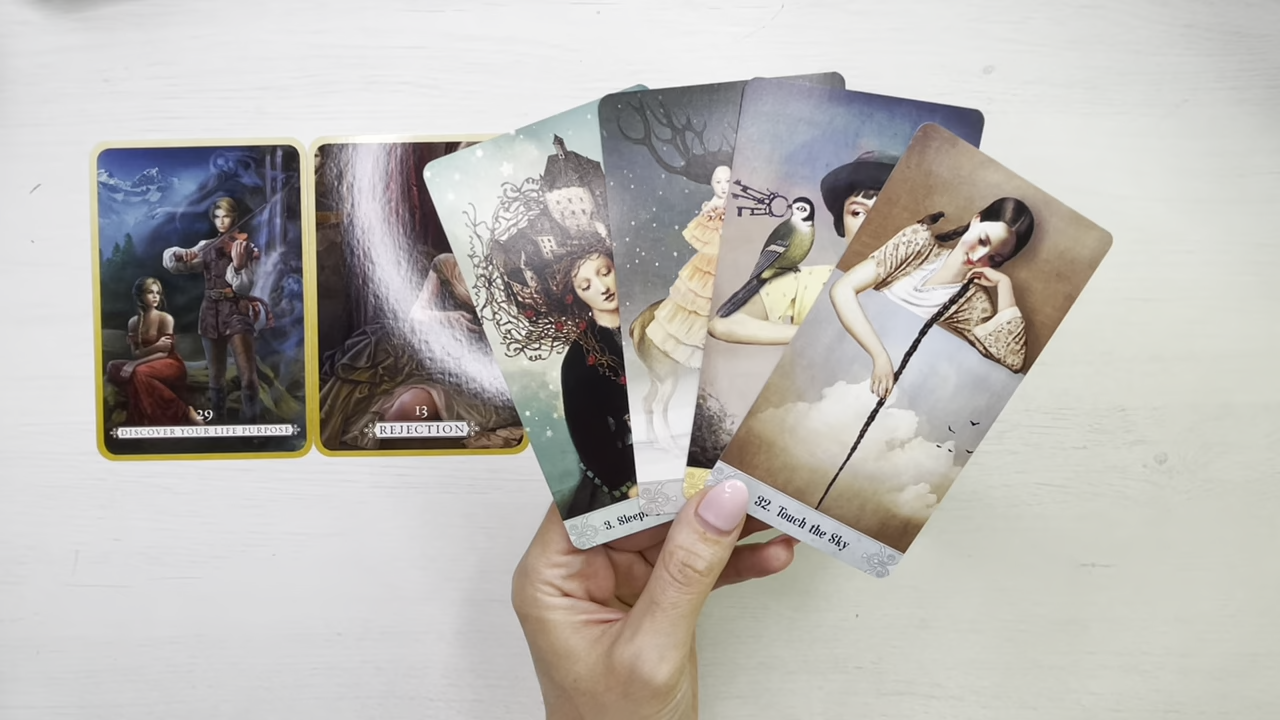 29
DISCOVER YOUR LIFE PURPOSE
13
REJECTION
3. Sleep
32. Touch the Sky